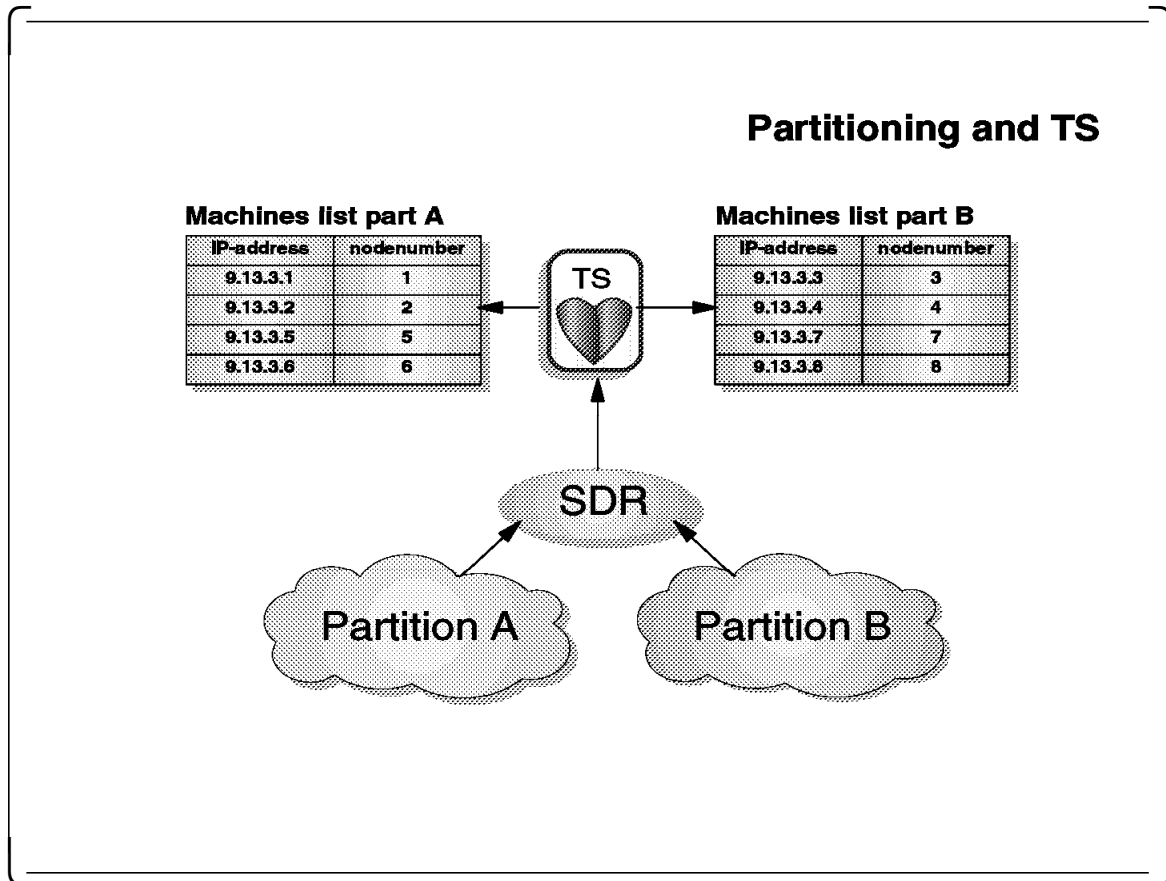 Partitioning and TS
Machines list part A
IP-address nodenumber
9.13.3.1 1
9.13.3.2 2
9.13.3.5 5
9.13.3.6 6
TS
Machines list part B
IP-address nodenumber
9.13.3.3 3
9.13.3.4 4
9.13.3.7 7
9.13.3.8 8
SDR
Partition A
Partition B